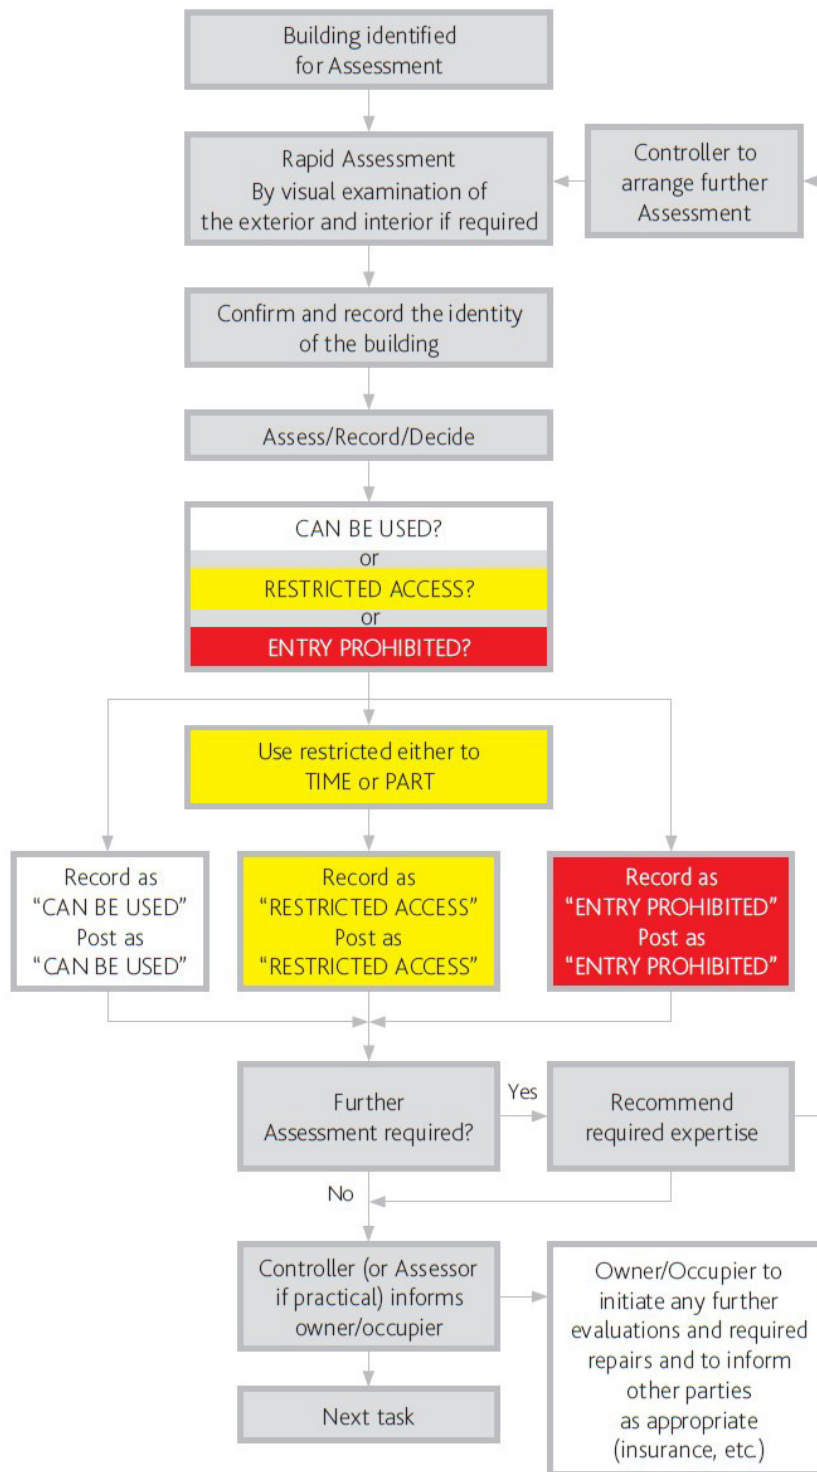 Building identified
for Assessment
Rapid Assessment
By visual examination of
the exterior and interior if required
Controller to
arrange further
Assessment
Confirm and record the identity
of the building
Assess/Record/Decide
CAN BE USED?
or
RESTRICTED ACCESS?
or
ENTRY PROHIBITED?
Use restricted either to
TIME or PART
Record as
“CAN BE USED”
Post as
“CAN BE USED”
Record as
“RESTRICTED ACCESS”
Post as
“RESTRICTED ACCESS”
Record as
“ENTRY PROHIBITED”
Post as
“ENTRY PROHIBITED”
Further
Assessment required?
Yes
Recommend
required expertise
No
Controller (or Assessor
if practical) informs
owner/occupier
Owner/Occupier to
initiate any further
evaluations and required
repairs and to inform
other parties
as appropriate
(insurance, etc.)
Next task